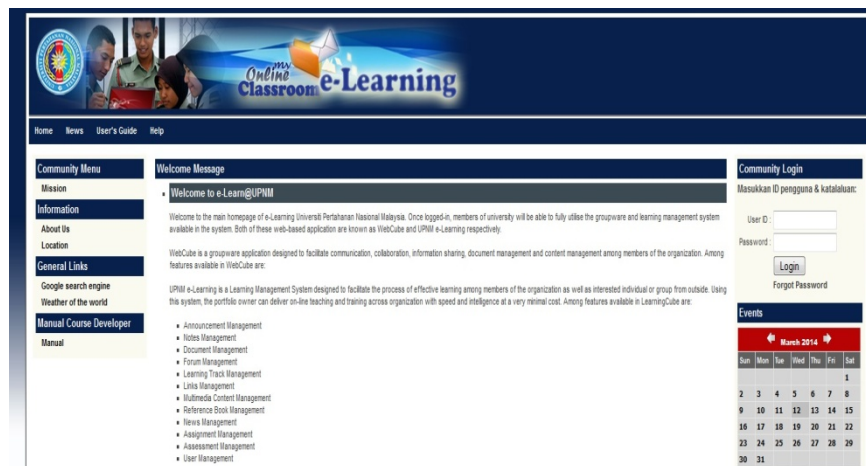 my
Online
Classroom e-Learning
Home News User's Guide Help
Community Menu
Mission
Information
About Us
Location
General Links
Google search engine
Weather of the world
Manual Course Developer
Manual
Welcome Message
Welcome to e-Learn@UPNM
Welcome to the main homepage of e-Learning Universiti Pertahanan Nasional Malaysia. Once logged-in, members of university will be able to fully utilise the groupware and learning management system
available in the system. Both of these web-based application are known as WebCube and UPNM e-Learning respectively.
WebCube is a groupware application designed to facilitate communication, collaboration, information sharing, document management and content management among members of the organization. Among
features available in WebCube are:
UPNM e-Learning is a Learning Management System designed to facilitate the process of effective learning among members of the organization as well as interested individual or group from outside. Using
this system, the portfolio owner can deliver on-line teaching and training across organization with speed and inteligence at a very minimal cost. Among features available in LearningCube are:
Announcement Management
Notes Management
Document Management
Forum Management
Learning Track Management
Links Management
Multimedia Content Management
Reference Book Management
News Management
Assignment Management
Assessment Management
User Management
Community Login
Masukkan ID pengguna & katalaluan:
User ID :
Password :
Login
Forgot Password
Events
March 2014
Sun Mon Tue Wed Thu Fri Sat
1
2 3 4 5 6 7 8
9 10 11 12 13 14 15
16 17 18 19 20 21 22
23 24 25 26 27 28 29
30 31